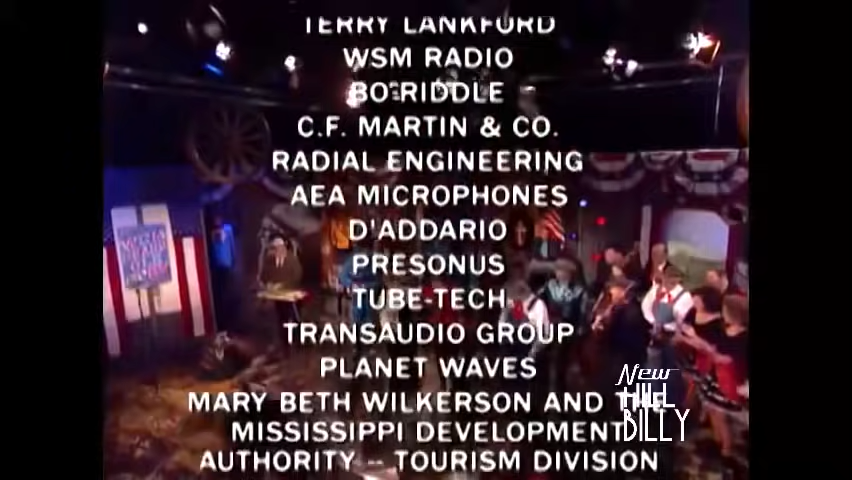 TERRY LANKFORD
WSM RADIO
BO RIDDLE
C.F. MARTIN & CO.
RADIAL ENGINEERING
AEA MICROPHONES
D'ADDARIO
PRESONUS
TUBE-TECH
TRANSAUDIO GROUP
PLANET WAVES
MARY BETH WILKERSON AND THE
MISSISSIPPI DEVELOPMENT
AUTHORITY -- TOURISM DIVISION
New
HILL
BILLY